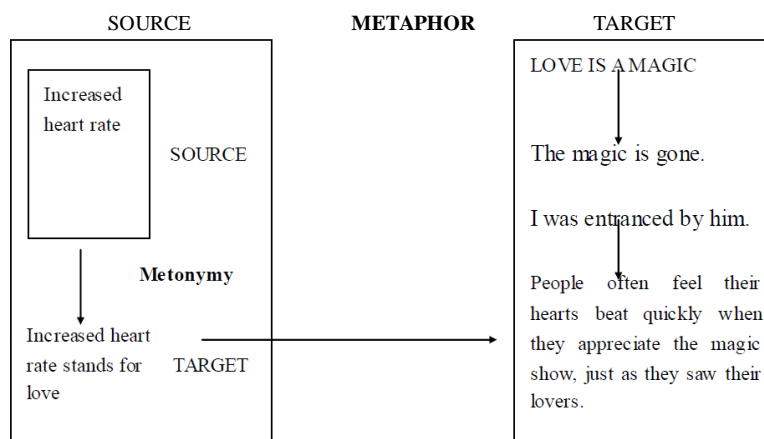 SOURCE
METAPHOR
TARGET
Increased
heart rate
SOURCE
Metonymy
Increased heart
rate stands for
love
TARGET
LOVE IS A MAGIC
The magic is gone.
I was entranced by him.
People often feel their
hearts beat quickly when
they appreciate the magic
show, just as they saw their
lovers.